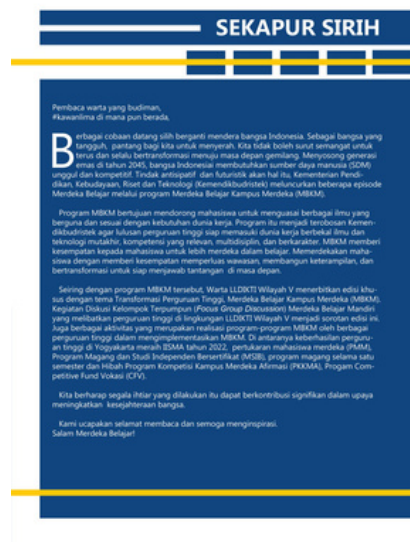 SEKAPUR SIRIH
Pembaca warta yang budiman,
#kawanlima di mana pun berada,
Berbagai cobaan datang silih berganti mendera bangsa Indonesia. Sebagai bangsa yang
tangguh, pantang bagi kita untuk menyerah. Kita tidak boleh surut semangat untuk
terus dan selalu bertransformasi menuju masa depan gemilang. Menyosong generasi
emas di tahun 2045, bangsa Indonesiai membutuhkan sumber daya manusia (SDM)
unggul dan kompetitif. Tindak antisipatif dan futuristik akan hal itu, Kementerian Pendi-
dikan, Kebudayaan, Riset dan Teknologi (Kemendikbudristek) meluncurkan beberapa episode
Merdeka Belajar melalui program Merdeka Belajar Kampus Merdeka (MBKM).
Program MBKM bertujuan mendorong mahasiswa untuk menguasai berbagai ilmu yang
berguna dan sesuai dengan kebutuhan dunia kerja. Program itu menjadi terobosan Kemen-
dikbudristek agar lulusan perguruan tinggi siap memasuki dunia kerja berbekal ilmu dan
teknologi mutakhir, kompetensi yang relevan, multidisiplin, dan berkarakter. MBKM memberi
kesempatan kepada mahasiswa untuk lebih merdeka dalam belajar. Memerdekakan maha-
siswa dengan memberi kesempatan memperluas wawasan, membangun keterampilan, dan
bertransformasi untuk siap menjawab tantangan di masa depan.
Seiring dengan program MBKM tersebut, Warta LLDIKTI Wilayah V menerbitkan edisi khu-
sus dengan tema Transformasi Perguruan Tinggi, Merdeka Belajar Kampus Merdeka (MBKM).
Kegiatan Diskusi Kelompok Terpumpun (Focus Group Discussion) Merdeka Belajar Mandiri
yang melibatkan perguruan tinggi di lingkungan LLDIKTI Wilayah V menjadi sorotan edisi ini.
Juga berbagai aktivitas yang merupakan realisasi program-program MBKM oleh berbagai
perguruan tinggi dalam mengimplementasikan MBKM. Di antaranya keberhasilan perguru-
an tinggi di Yogyakarta meraih IISMA tahun 2022, pertukaran mahasiswa merdeka (PMM),
Program Magang dan Studi Independen Bersertifikat (MSIB), program magang selama satu
semester dan Hibah Program Kompetisi Kampus Merdeka Afirmasi (PKKMA), Progam Com-
petitive Fund Vokasi (CFV).
Kita berharap segala ihtiar yang dilakukan itu dapat berkontribusi signifikan dalam upaya
meningkatkan kesejahteraan bangsa.
Kami ucapakan selamat membaca dan semoga menginspirasi.
Salam Merdeka Belajar!